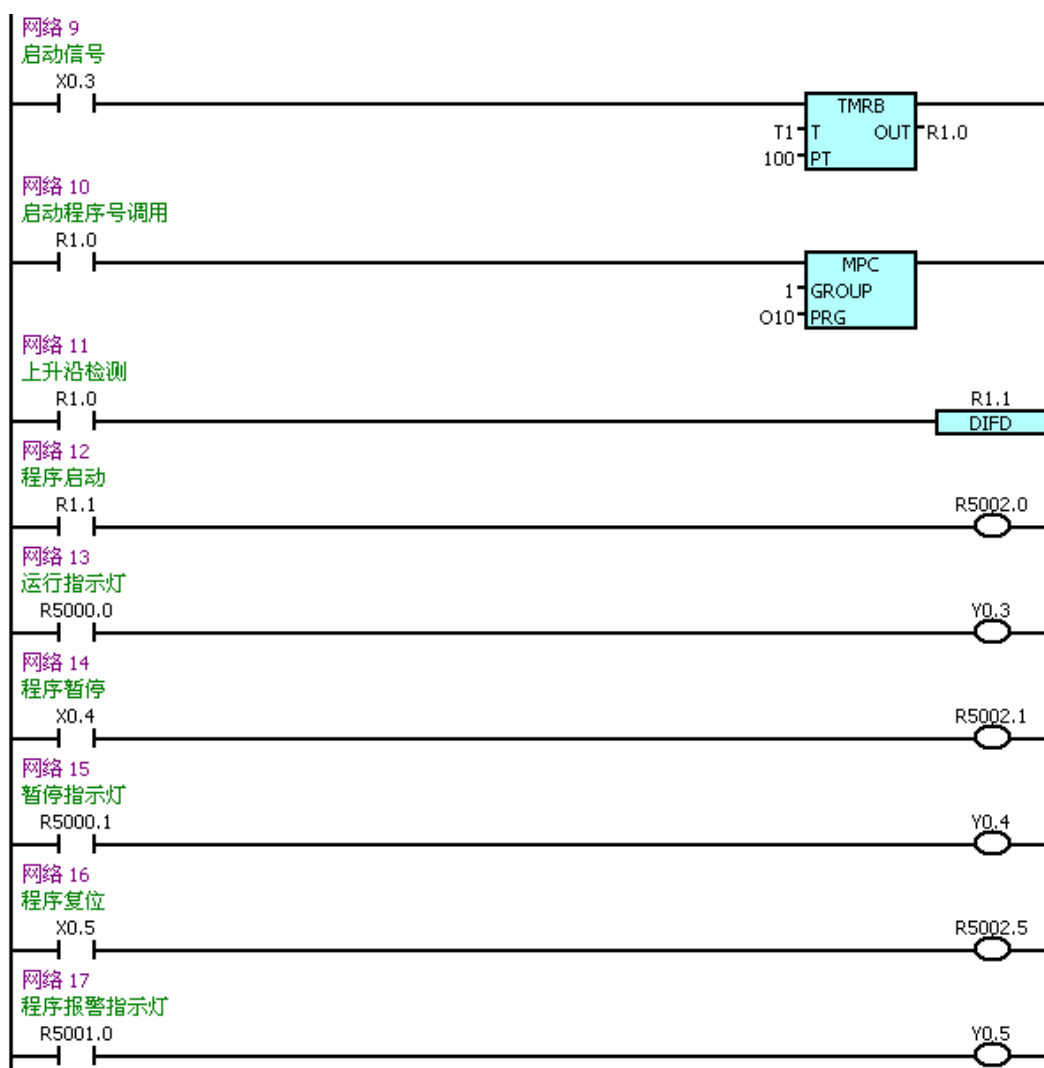 网络 9
启动信号
X0.3
TMRB
T1 T OUT R1.0
100 PT
网络 10
启动程序号调用
R1.0
MPC
1 GROUP
O10 PRG
网络 11
上升沿检测
R1.0 R1.1
DIFD
网络 12
程序启动
R1.1 R5002.0
网络 13
运行指示灯
R5000.0 Y0.3
网络 14
程序暂停
X0.4 R5002.1
网络 15
暂停指示灯
R5000.1 Y0.4
网络 16
程序复位
X0.5 R5002.5
网络 17
程序报警指示灯
R5001.0 Y0.5